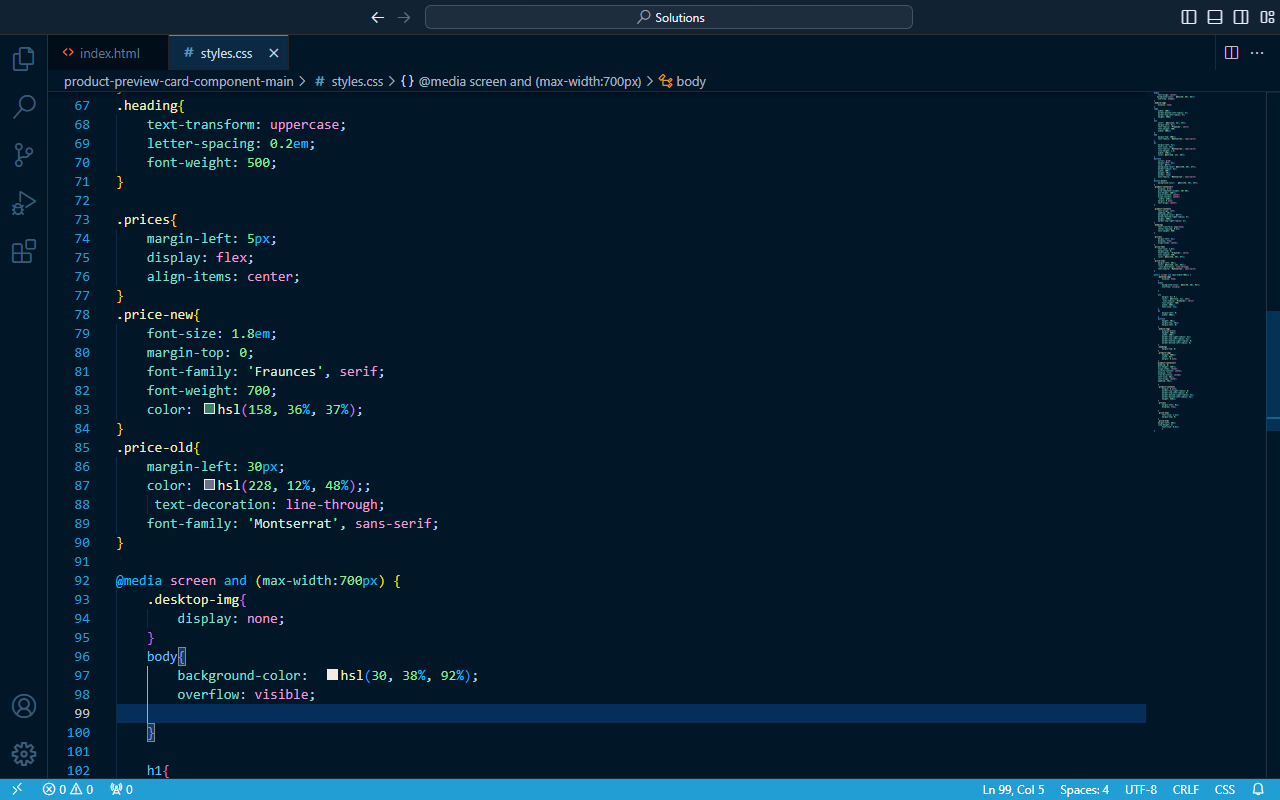 Solutions
index.html
# styles.css
product-preview-card-component-main > # styles.css > {} @media screen and (max-width:700px) > body
67 .heading{
68     text-transform: uppercase;
69     letter-spacing: 0.2em;
70     font-weight: 500;
71 }
72
73 .prices{
74     margin-left: 5px;
75     display: flex;
76     align-items: center;
77 }
78 .price-new{
79     font-size: 1.8em;
80     margin-top: 0;
81     font-family: 'Fraunces', serif;
82     font-weight: 700;
83     color: hsl(158, 36%, 37%);
84 }
85 .price-old{
86     margin-left: 30px;
87     color: hsl(228, 12%, 48%);;
88      text-decoration: line-through;
89     font-family: 'Montserrat', sans-serif;
90 }
91
92 @media screen and (max-width:700px) {
93     .desktop-img{
94         display: none;
95     }
96     body{
97         background-color:  hsl(30, 38%, 92%);
98         overflow: visible;
99
100     }
101
102     h1{
0 0 0 Ln 99, Col 5 Spaces: 4 UTF-8 CRLF CSS